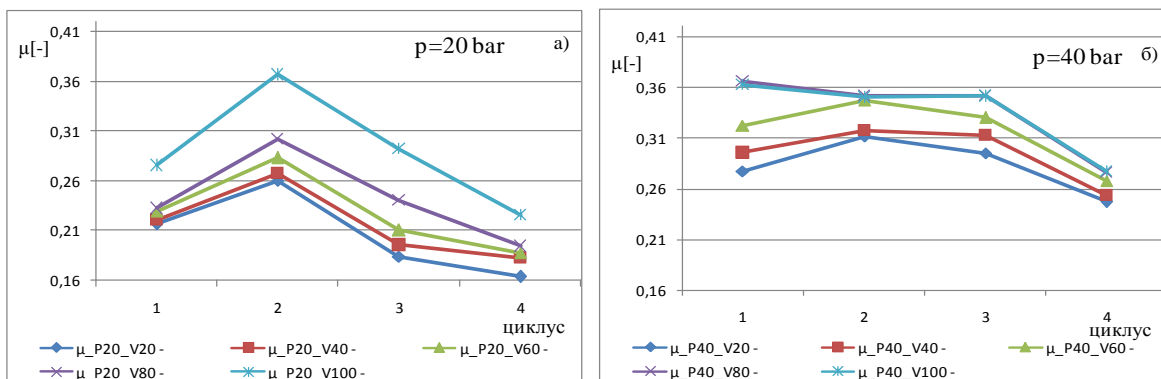 0,41
μ[-]
p=20 bar
а)
0,36
0,31
0,26
0,21
0,16
1 2 3 4
циклус
μ_P20_V20 - μ_P20_V40 - μ_P20_V60 -
μ_P20_V80 - μ_P20_V100 -
0,41
μ[-]
p=40 bar
б)
0,36
0,31
0,26
0,21
0,16
1 2 3 4
циклус
μ_P40_V20 - μ_P40_V40 - μ_P40_V60 -
μ_P40_V80 - μ_P40_V100 -